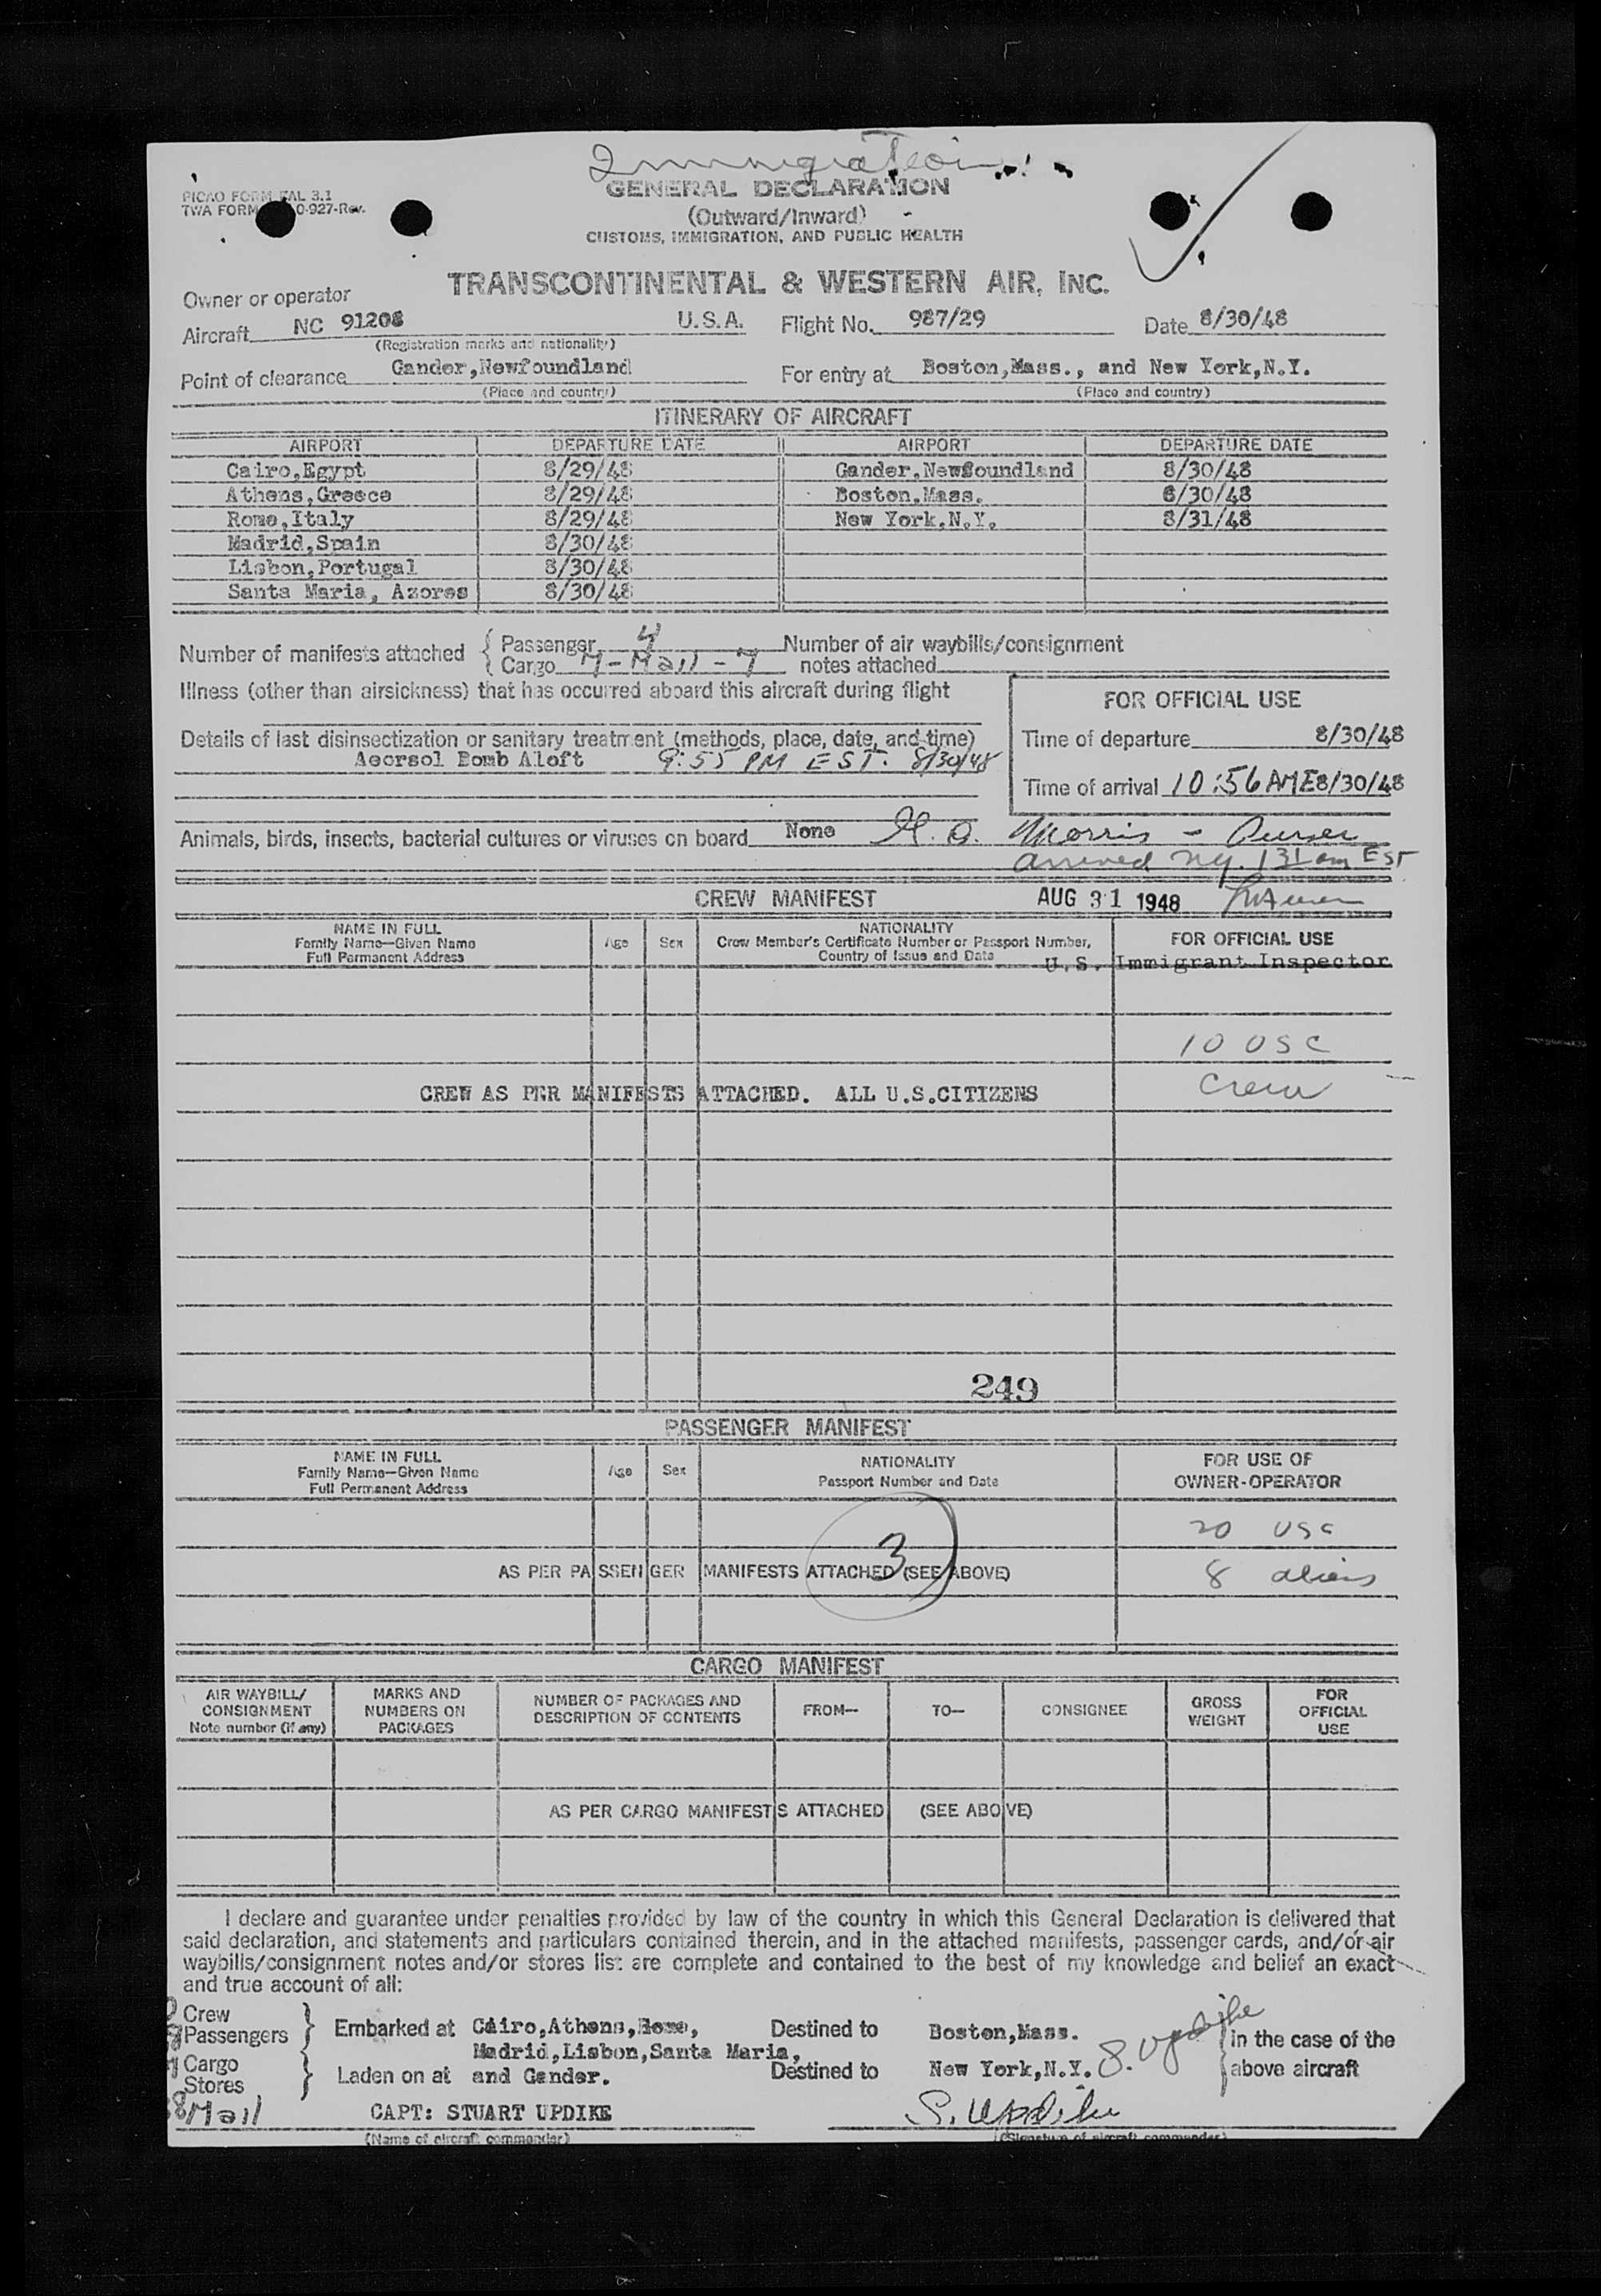 Immigration
PICAO FORM FAL 3.1
TWA FORM 0-927-Rev.
GENERAL DECLARATION
(Outward/Inward)
CUSTOMS, IMMIGRATION, AND PUBLIC HEALTH
TRANSCONTINENTAL & WESTERN AIR, INC.
Owner or operator
Aircraft NC 91208 U.S.A. Flight No. 987/29 Date 8/30/48
(Registration marks and nationality)
Point of clearance Gander,Newfoundland For entry at Boston,Mass., and New York,N.Y.
(Place and country) (Place and country)
ITINERARY OF AIRCRAFT
AIRPORT DEPARTURE DATE AIRPORT DEPARTURE DATE
Cairo,Egypt 8/29/48 Gander,Newfoundland 8/30/48
Athens,Greece 8/29/48 Boston,Mass. 8/30/48
Rome,Italy 8/29/48 New York,N.Y. 8/31/48
Madrid,Spain 8/30/48
Lisbon,Portugal 8/30/48
Santa Maria, Azores 8/30/48
Number of manifests attached { Passenger 4 Number of air waybills/consignment
Cargo 7-Mail-7 notes attached
Illness (other than airsickness) that has occurred aboard this aircraft during flight
FOR OFFICIAL USE
Details of last disinsectization or sanitary treatment (methods, place, date, and time) Time of departure 8/30/48
Aeorsol Bomb Aloft 9:55 PM EST. 8/30/48
Time of arrival 10:56 AME 8/30/48
Animals, birds, insects, bacterial cultures or viruses on board None Morris - Purser
arrived NY. 131 am EST
CREW MANIFEST AUG 31 1948
NAME IN FULL
Family Name—Given Name
Full Permanent Address
Age Sex
NATIONALITY
Crew Member's Certificate Number or Passport Number,
Country of Issue and Date
FOR OFFICIAL USE
U.S. Immigrant Inspector
10 USC
Crew
CREW AS PER MANIFESTS ATTACHED. ALL U.S.CITIZENS
249
PASSENGER MANIFEST
NAME IN FULL
Family Name—Given Name
Full Permanent Address
Age Sex
NATIONALITY
Passport Number and Date
FOR USE OF
OWNER-OPERATOR
20 USC
3
AS PER PASSENGER MANIFESTS ATTACHED (SEE ABOVE) 8 aliens
CARGO MANIFEST
AIR WAYBILL/
CONSIGNMENT
Note number (if any)
MARKS AND
NUMBERS ON
PACKAGES
NUMBER OF PACKAGES AND
DESCRIPTION OF CONTENTS
FROM—
TO—
CONSIGNEE
GROSS
WEIGHT
FOR
OFFICIAL
USE
AS PER CARGO MANIFESTS ATTACHED (SEE ABOVE)
I declare and guarantee under penalties provided by law of the country in which this General Declaration is delivered that
said declaration, and statements and particulars contained therein, and in the attached manifests, passenger cards, and/or air
waybills/consignment notes and/or stores list are complete and contained to the best of my knowledge and belief an exact
and true account of all:
Crew
Passengers } Embarked at Cairo,Athens,Rome, Destined to Boston,Mass. S. Updike in the case of the
Madrid,Lisbon,Santa Maria,
Cargo
Stores } Laden on at and Gander. Destined to New York,N.Y. above aircraft
Mail CAPT: STUART UPDIKE S. Updike
(Name of aircraft commander) (Signature of aircraft commander)